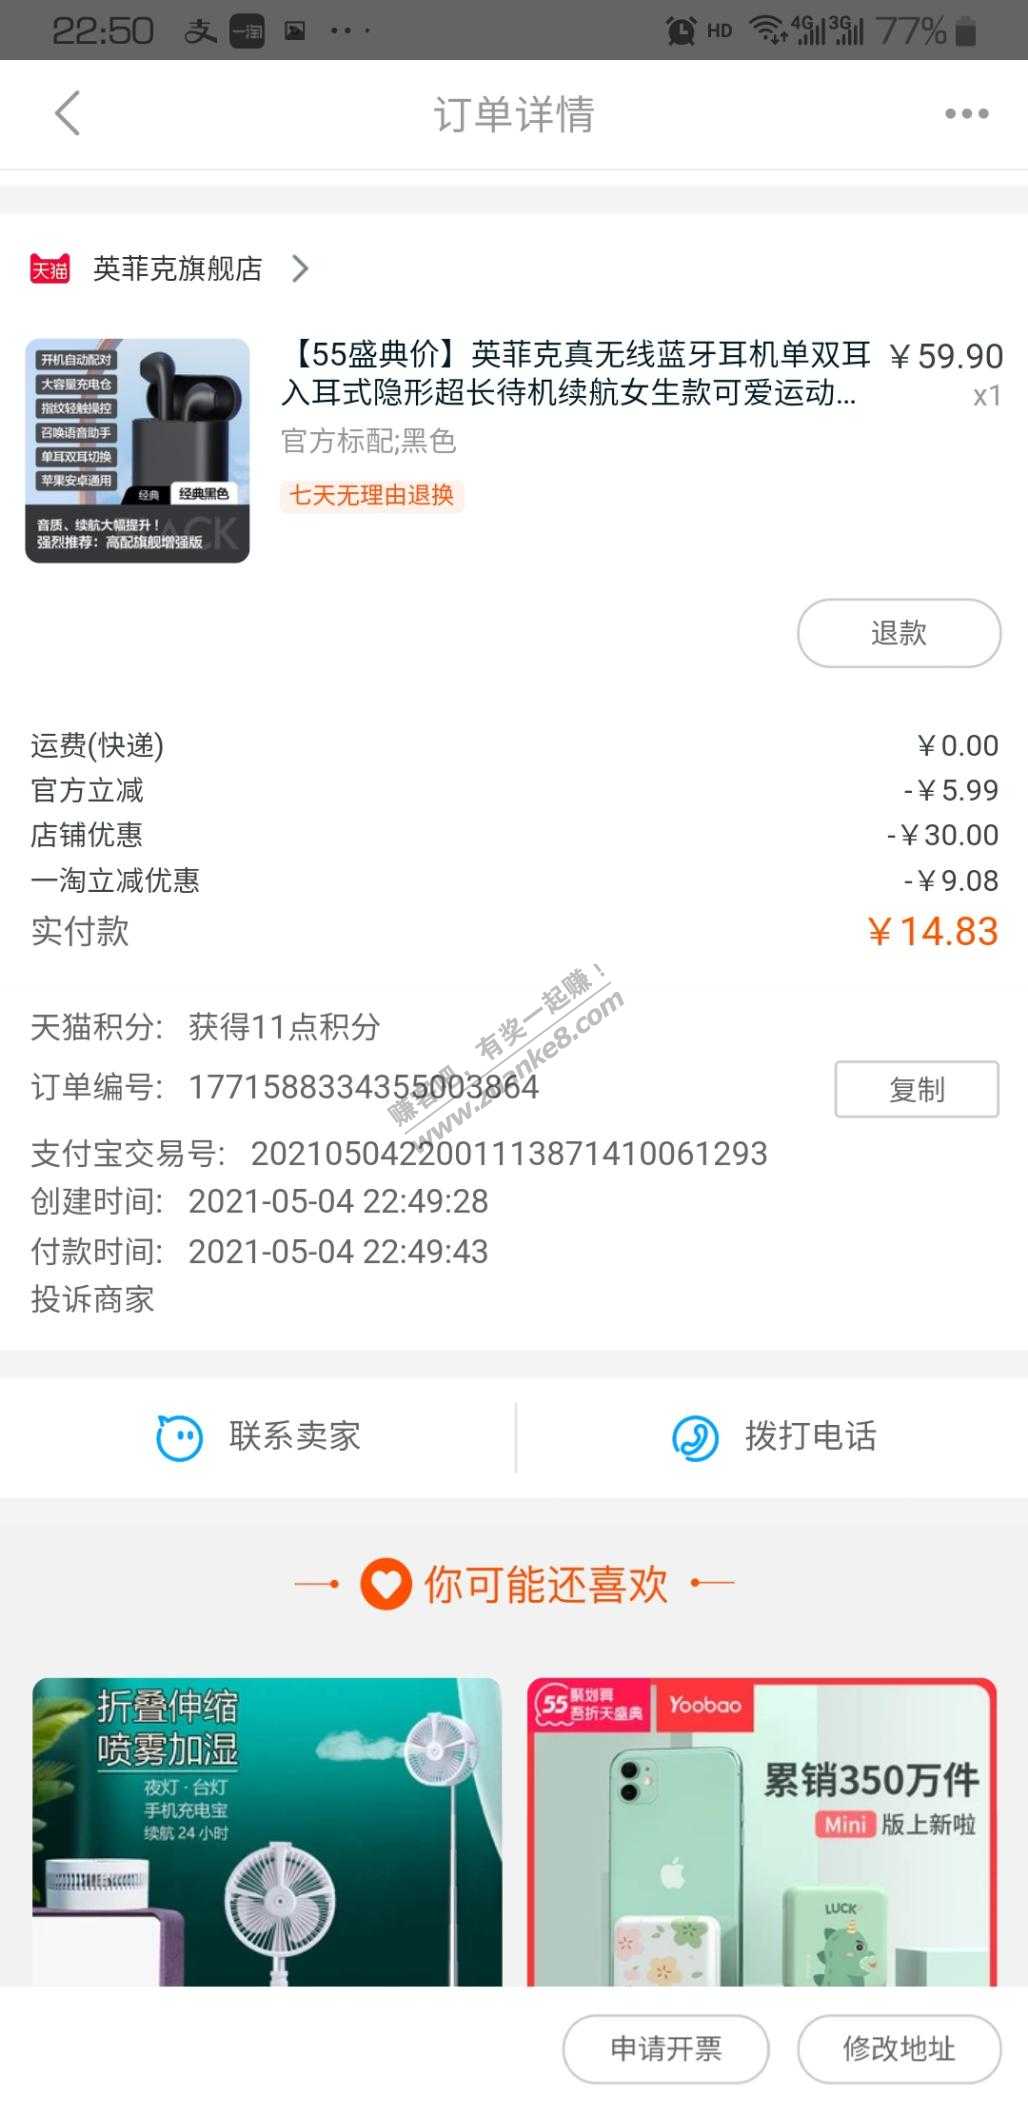 22:50 支 一淘 HD 4G 3G 77%
订单详情
天猫 英菲克旗舰店
开机自动配对
大容量充电仓
指纹轻触操控
召唤语音助手
单耳双耳切换
苹果安卓通用
经典 经典黑色
音质、续航大幅提升！
强烈推荐：高配旗舰增强版
【55盛典价】英菲克真无线蓝牙耳机单双耳 ￥59.90
入耳式隐形超长待机续航女生款可爱运动... x1
官方标配;黑色
七天无理由退换
退款
运费(快递) ￥0.00
官方立减 -￥5.99
店铺优惠 -￥30.00
一淘立减优惠 -￥9.08
实付款 ￥14.83
赚客吧，有奖一起赚！
www.zuanke8.com
天猫积分: 获得11点积分
订单编号: 1771588334355003864 复制
支付宝交易号: 2021050422001113871410061293
创建时间: 2021-05-04 22:49:28
付款时间: 2021-05-04 22:49:43
投诉商家
联系卖家 拨打电话
你可能还喜欢
折叠伸缩
喷雾加湿
夜灯·台灯
手机充电宝
续航24小时
55 聚划算
吾折天盛典
Yoobao
累销350万件
Mini 版上新啦
LUCK
申请开票 修改地址